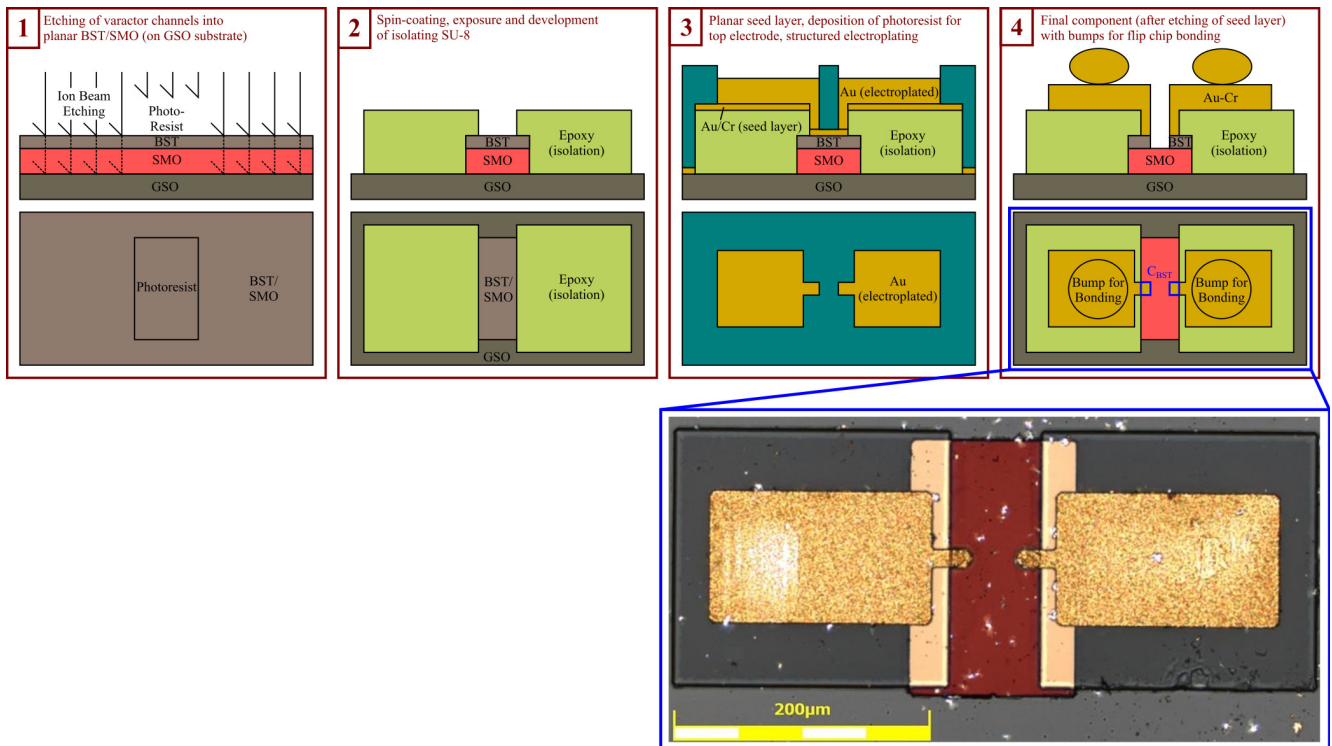 1
Etching of varactor channels into
planar BST/SMO (on GSO substrate)
Ion Beam
Etching
Photo-
Resist
BST
SMO
GSO
Photoresist
BST/
SMO
2
Spin-coating, exposure and development
of isolating SU-8
BST
SMO
Epoxy
(isolation)
GSO
BST/
SMO
Epoxy
(isolation)
GSO
3
Planar seed layer, deposition of photoresist for
top electrode, structured electroplating
Au (electroplated)
Au/Cr (seed layer)
BST
SMO
Epoxy
(isolation)
GSO
Au
(electroplated)
4
Final component (after etching of seed layer)
with bumps for flip chip bonding
Au-Cr
BST
SMO
Epoxy
(isolation)
GSO
C_BST
Bump for
Bonding
Bump for
Bonding
200µm